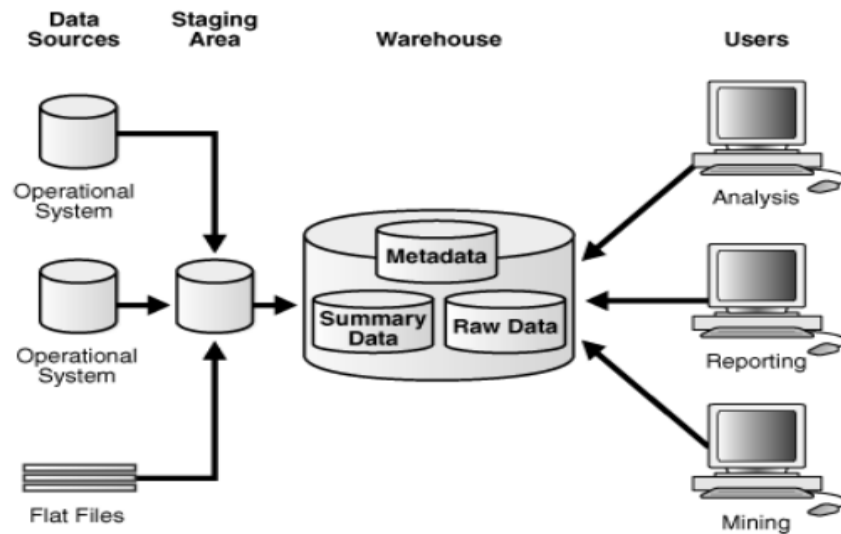 Data
Sources
Staging
Area
Warehouse
Users
Operational
System
Analysis
Metadata
Summary
Data
Raw Data
Operational
System
Reporting
Flat Files
Mining